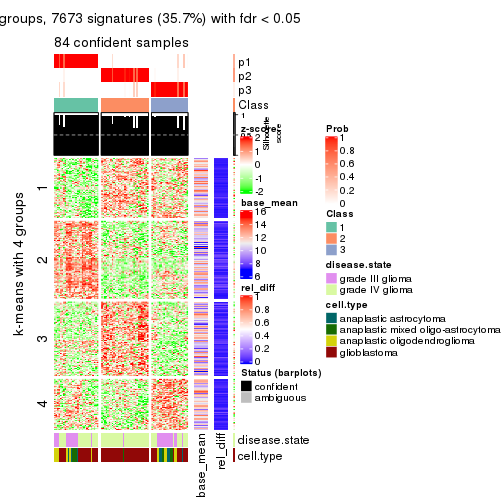 groups, 7673 signatures (35.7%) with fdr < 0.05
84 confident samples
p1
p2
p3
Class
1
Silhouette
score
k-means with 4 groups
1
2
3
4
base_mean
rel_diff
disease.state
cell.type
z-score
2
1
0
-1
-2
base_mean
16
14
12
10
8
6
rel_diff
1
0.8
0.6
0.4
0.2
0
Status (barplots)
confident
ambiguous
Prob
1
0.8
0.6
0.4
0.2
0
Class
1
2
3
disease.state
grade III glioma
grade IV glioma
cell.type
anaplastic astrocytoma
anaplastic mixed oligo-astrocytoma
anaplastic oligodendroglioma
glioblastoma